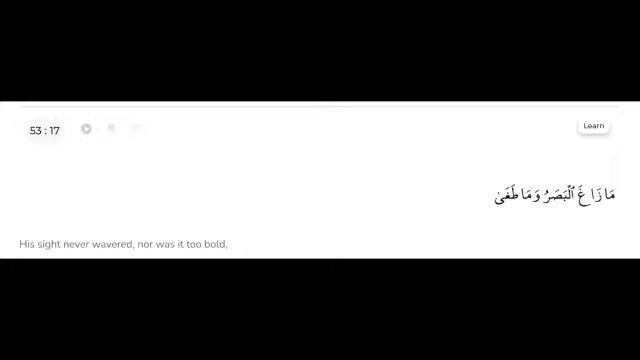 53 : 17
Learn
مَا زَاغَ ٱلْبَصَرُ وَمَا طَغَىٰ
His sight never wavered, nor was it too bold,